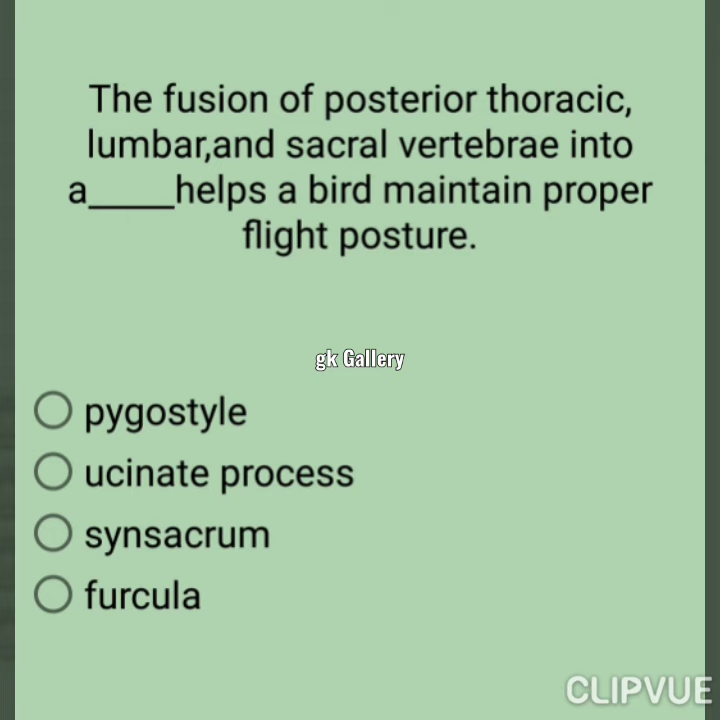 The fusion of posterior thoracic,
lumbar,and sacral vertebrae into
a_____helps a bird maintain proper
flight posture.
gk Gallery
pygostyle
ucinate process
synsacrum
furcula
CLIPVUE